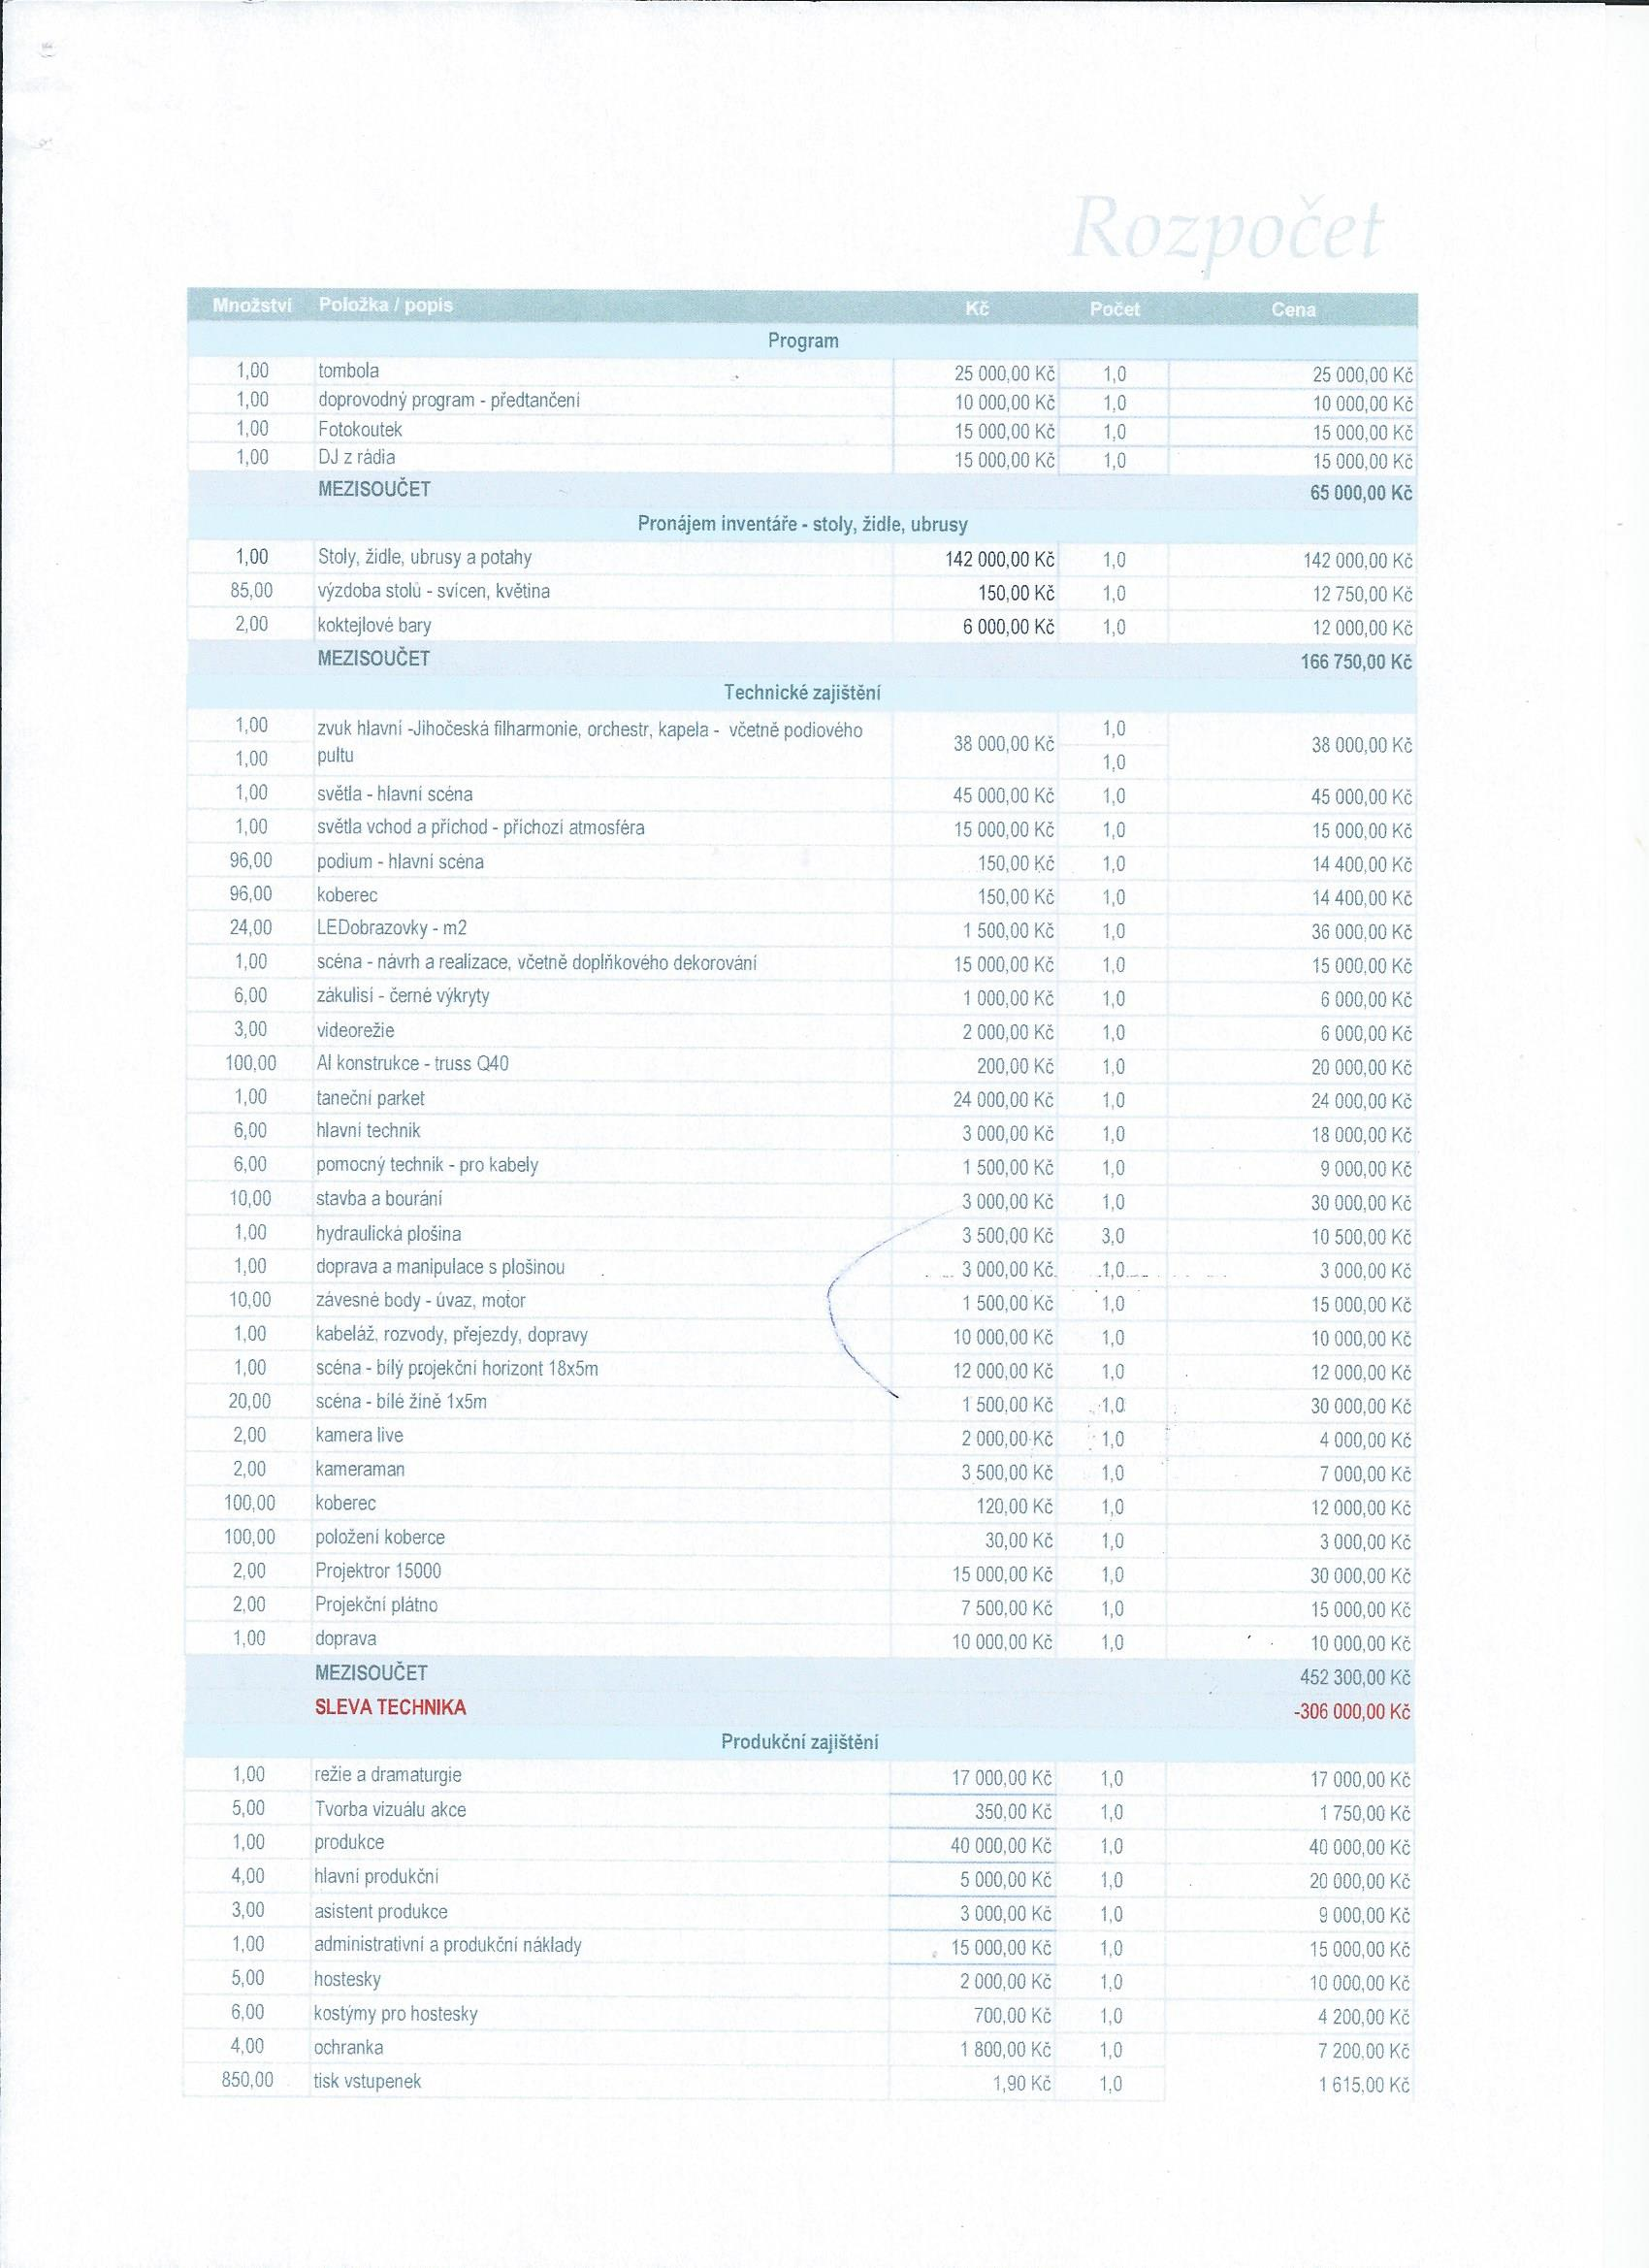 Rozpočet
Množství Položka / popis Kč Počet Cena
Program
1,00 tombola 25 000,00 Kč 1,0 25 000,00 Kč
1,00 doprovodný program - předtančení 10 000,00 Kč 1,0 10 000,00 Kč
1,00 Fotokoutek 15 000,00 Kč 1,0 15 000,00 Kč
1,00 DJ z rádia 15 000,00 Kč 1,0 15 000,00 Kč
MEZISOUČET 65 000,00 Kč
Pronájem inventáře - stoly, židle, ubrusy
1,00 Stoly, židle, ubrusy a potahy 142 000,00 Kč 1,0 142 000,00 Kč
85,00 výzdoba stolů - svícen, květina 150,00 Kč 1,0 12 750,00 Kč
2,00 koktejlové bary 6 000,00 Kč 1,0 12 000,00 Kč
MEZISOUČET 166 750,00 Kč
Technické zajištění
1,00 zvuk hlavní -Jihočeská filharmonie, orchestr, kapela - včetně podiového 38 000,00 Kč 1,0 38 000,00 Kč
1,00 pultu 1,0
1,00 světla - hlavní scéna 45 000,00 Kč 1,0 45 000,00 Kč
1,00 světla vchod a příchod - příchozí atmosféra 15 000,00 Kč 1,0 15 000,00 Kč
96,00 podium - hlavní scéna 150,00 Kč 1,0 14 400,00 Kč
96,00 koberec 150,00 Kč 1,0 14 400,00 Kč
24,00 LEDobrazovky - m2 1 500,00 Kč 1,0 36 000,00 Kč
1,00 scéna - návrh a realizace, včetně doplňkového dekorování 15 000,00 Kč 1,0 15 000,00 Kč
6,00 zákulisí - černé výkryty 1 000,00 Kč 1,0 6 000,00 Kč
3,00 videorežie 2 000,00 Kč 1,0 6 000,00 Kč
100,00 Al konstrukce - truss Q40 200,00 Kč 1,0 20 000,00 Kč
1,00 taneční parket 24 000,00 Kč 1,0 24 000,00 Kč
6,00 hlavní technik 3 000,00 Kč 1,0 18 000,00 Kč
6,00 pomocný technik - pro kabely 1 500,00 Kč 1,0 9 000,00 Kč
10,00 stavba a bourání 3 000,00 Kč 1,0 30 000,00 Kč
1,00 hydraulická plošina 3 500,00 Kč 3,0 10 500,00 Kč
1,00 doprava a manipulace s plošinou 3 000,00 Kč 1,0 3 000,00 Kč
10,00 závesné body - úvaz, motor 1 500,00 Kč 1,0 15 000,00 Kč
1,00 kabeláž, rozvody, přejezdy, dopravy 10 000,00 Kč 1,0 10 000,00 Kč
1,00 scéna - bílý projekční horizont 18x5m 12 000,00 Kč 1,0 12 000,00 Kč
20,00 scéna - bílé žíně 1x5m 1 500,00 Kč 1,0 30 000,00 Kč
2,00 kamera live 2 000,00 Kč 1,0 4 000,00 Kč
2,00 kameraman 3 500,00 Kč 1,0 7 000,00 Kč
100,00 koberec 120,00 Kč 1,0 12 000,00 Kč
100,00 položení koberce 30,00 Kč 1,0 3 000,00 Kč
2,00 Projektror 15000 15 000,00 Kč 1,0 30 000,00 Kč
2,00 Projekční plátno 7 500,00 Kč 1,0 15 000,00 Kč
1,00 doprava 10 000,00 Kč 1,0 10 000,00 Kč
MEZISOUČET 452 300,00 Kč
SLEVA TECHNIKA -306 000,00 Kč
Produkční zajištění
1,00 režie a dramaturgie 17 000,00 Kč 1,0 17 000,00 Kč
5,00 Tvorba vizuálu akce 350,00 Kč 1,0 1 750,00 Kč
1,00 produkce 40 000,00 Kč 1,0 40 000,00 Kč
4,00 hlavní produkční 5 000,00 Kč 1,0 20 000,00 Kč
3,00 asistent produkce 3 000,00 Kč 1,0 9 000,00 Kč
1,00 administrativní a produkční náklady 15 000,00 Kč 1,0 15 000,00 Kč
5,00 hostesky 2 000,00 Kč 1,0 10 000,00 Kč
6,00 kostýmy pro hostesky 700,00 Kč 1,0 4 200,00 Kč
4,00 ochranka 1 800,00 Kč 1,0 7 200,00 Kč
850,00 tisk vstupenek 1,90 Kč 1,0 1 615,00 Kč